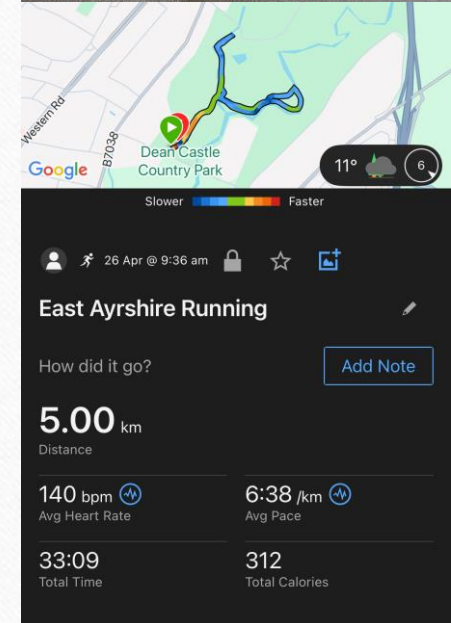 Western Rd
B7038
Dean Castle
Country Park
Google
11°
6
Slower
Faster
26 Apr @ 9:36 am
East Ayrshire Running
How did it go?
Add Note
5.00 km
Distance
140 bpm
6:38 /km
Avg Heart Rate
Avg Pace
33:09
312
Total Time
Total Calories